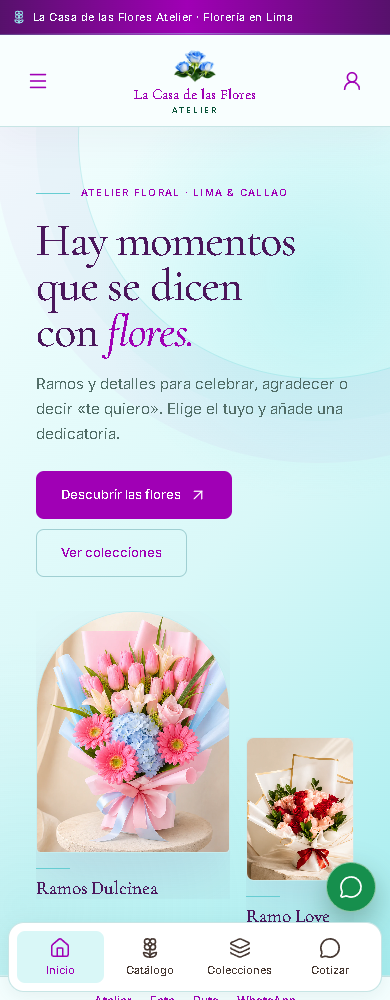 La Casa de las Flores Atelier · Florería en Lima
La Casa de las Flores
ATELIER
ATELIER FLORAL · LIMA & CALLAO
Hay momentos
que se dicen
con flores.
Ramos y detalles para celebrar, agradecer o
decir «te quiero». Elige el tuyo y añade una
dedicatoria.
Descubrir las flores
Ver colecciones
Ramos Dulcinea
Ramo Love
Inicio
Catálogo
Colecciones
Cotizar